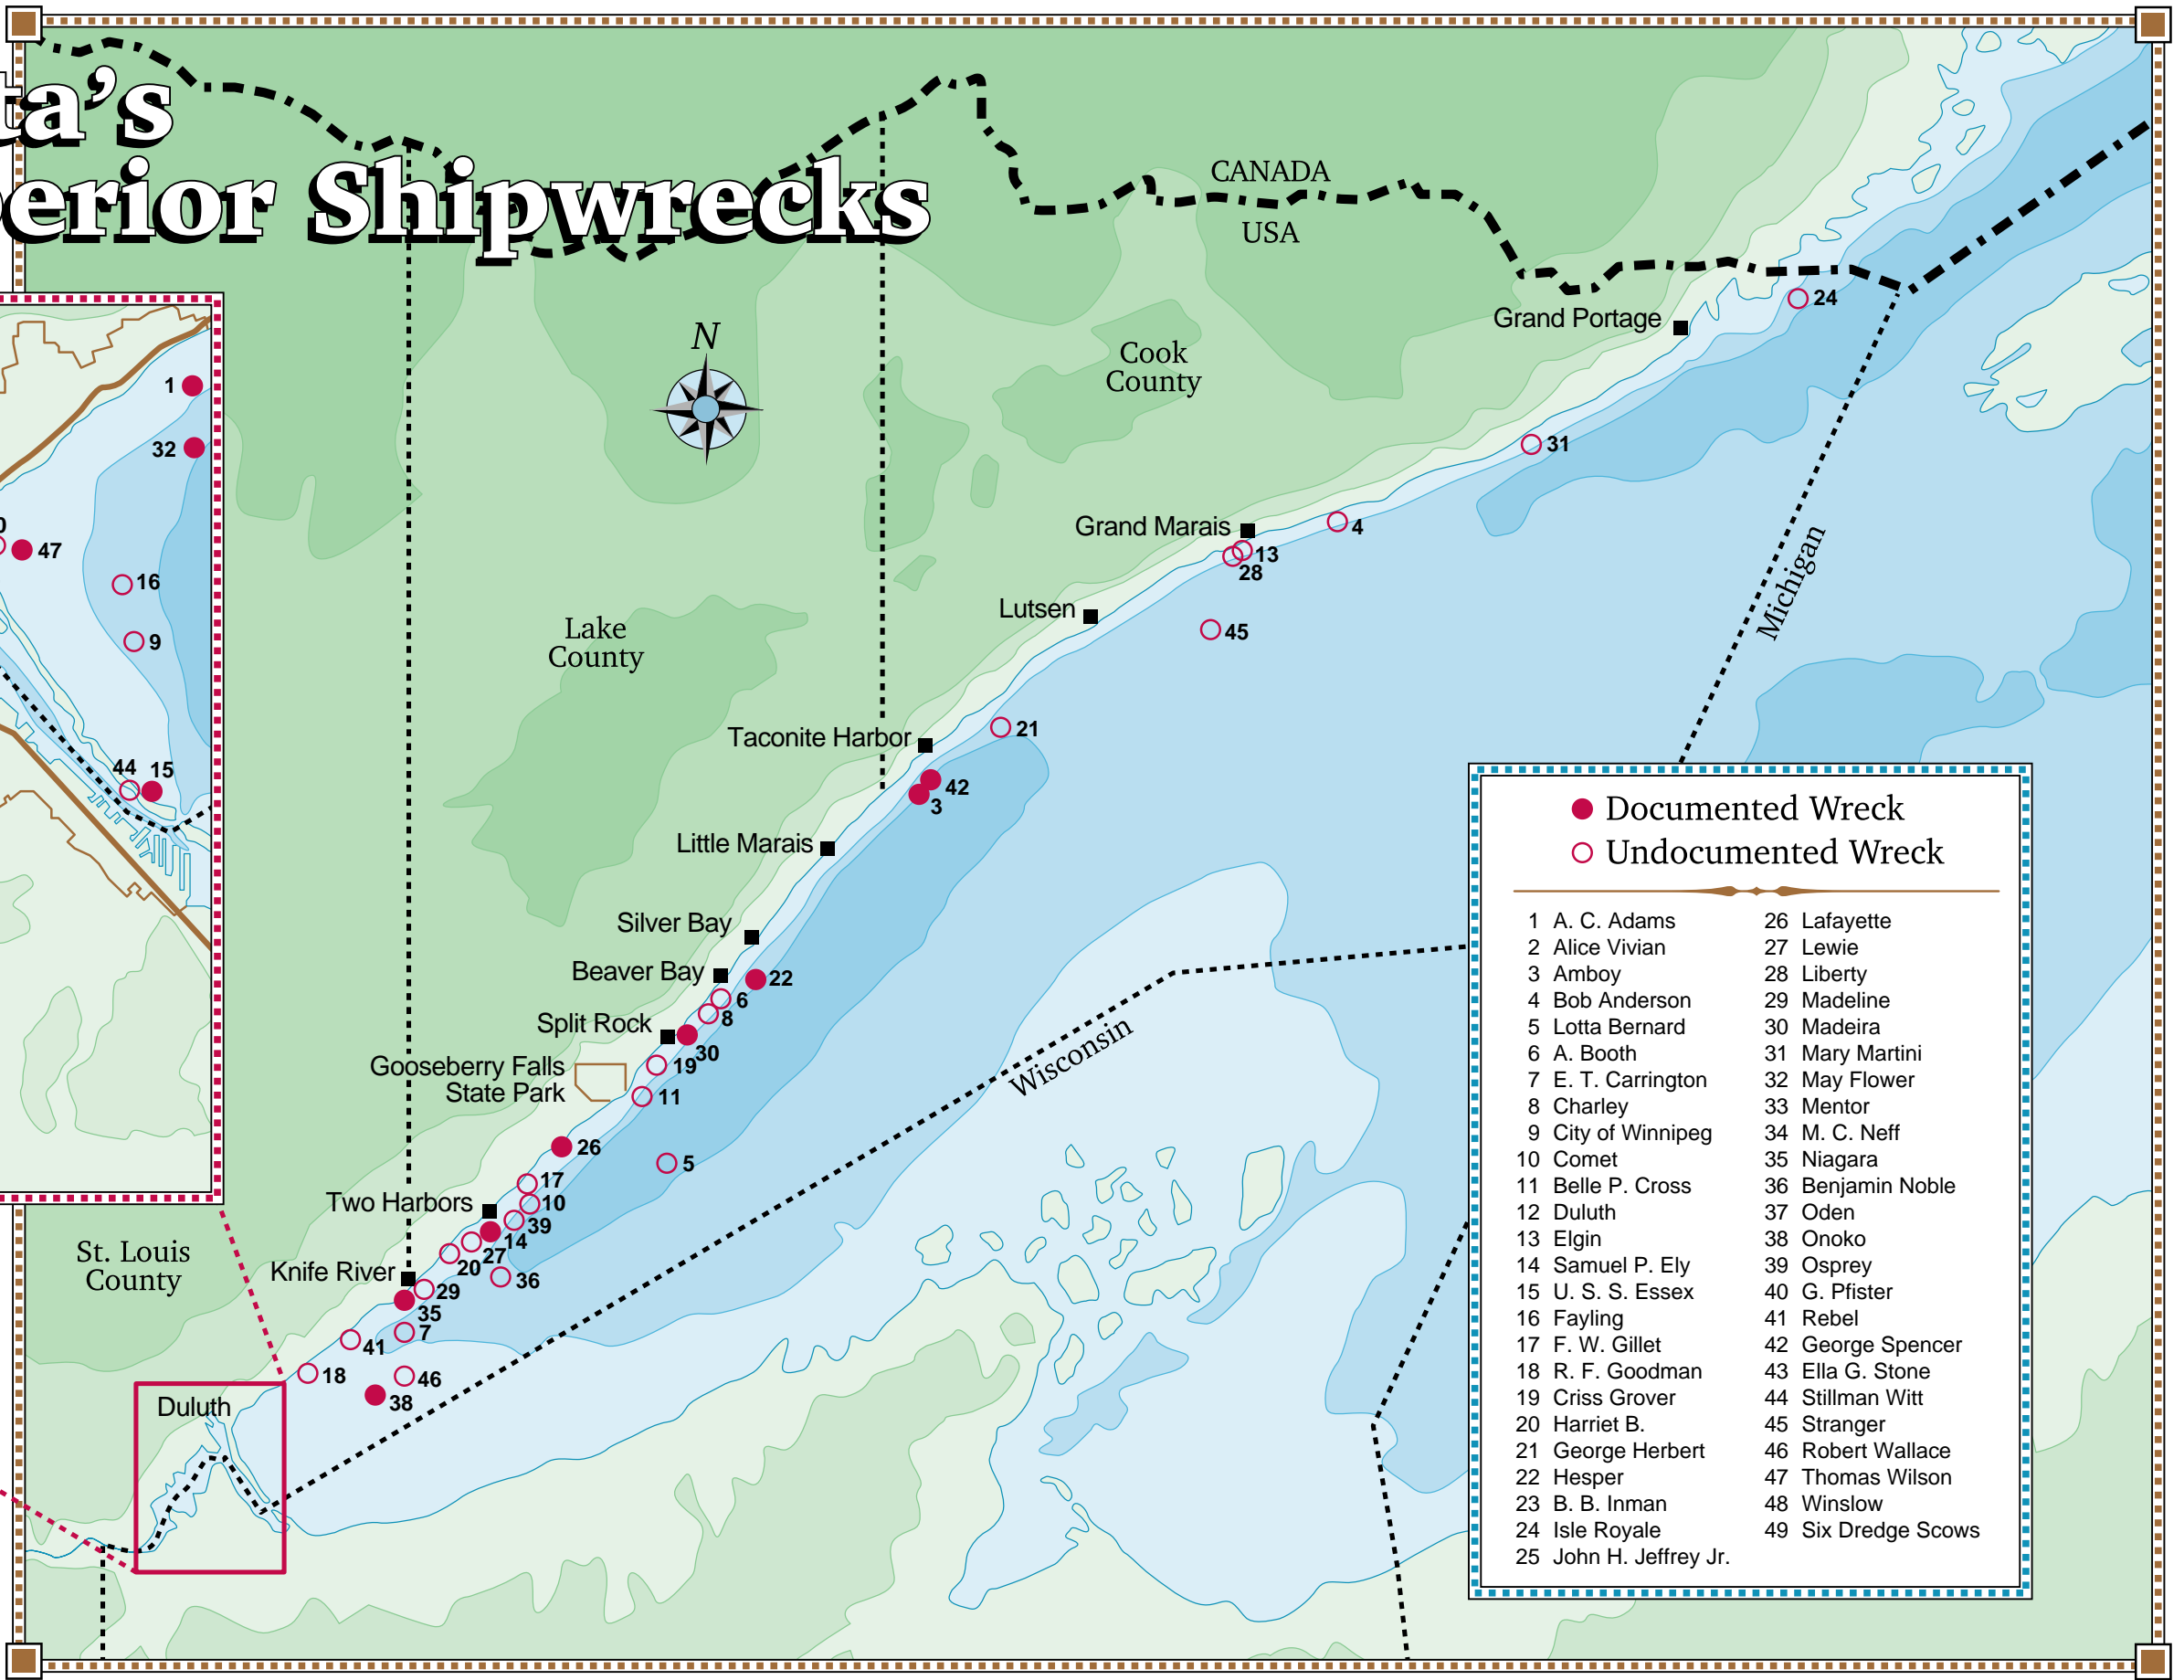 ta's
erior Shipwrecks
CANADA
USA
N
Cook
County
Grand Portage
24
31
1
32
47
16
9
44
15
Grand Marais
4
13
28
Lutsen
45
Lake
County
Michigan
Taconite Harbor
21
42
3
Little Marais
Silver Bay
Beaver Bay
22
6
8
Split Rock
30
Gooseberry Falls
State Park
19
11
Wisconsin
26
5
17
10
Two Harbors
39
14
27
20
36
St. Louis
County
Knife River
29
35
7
41
18
46
38
Duluth
Documented Wreck
Undocumented Wreck
1 A. C. Adams
2 Alice Vivian
3 Amboy
4 Bob Anderson
5 Lotta Bernard
6 A. Booth
7 E. T. Carrington
8 Charley
9 City of Winnipeg
10 Comet
11 Belle P. Cross
12 Duluth
13 Elgin
14 Samuel P. Ely
15 U. S. S. Essex
16 Fayling
17 F. W. Gillet
18 R. F. Goodman
19 Criss Grover
20 Harriet B.
21 George Herbert
22 Hesper
23 B. B. Inman
24 Isle Royale
25 John H. Jeffrey Jr.
26 Lafayette
27 Lewie
28 Liberty
29 Madeline
30 Madeira
31 Mary Martini
32 May Flower
33 Mentor
34 M. C. Neff
35 Niagara
36 Benjamin Noble
37 Oden
38 Onoko
39 Osprey
40 G. Pfister
41 Rebel
42 George Spencer
43 Ella G. Stone
44 Stillman Witt
45 Stranger
46 Robert Wallace
47 Thomas Wilson
48 Winslow
49 Six Dredge Scows